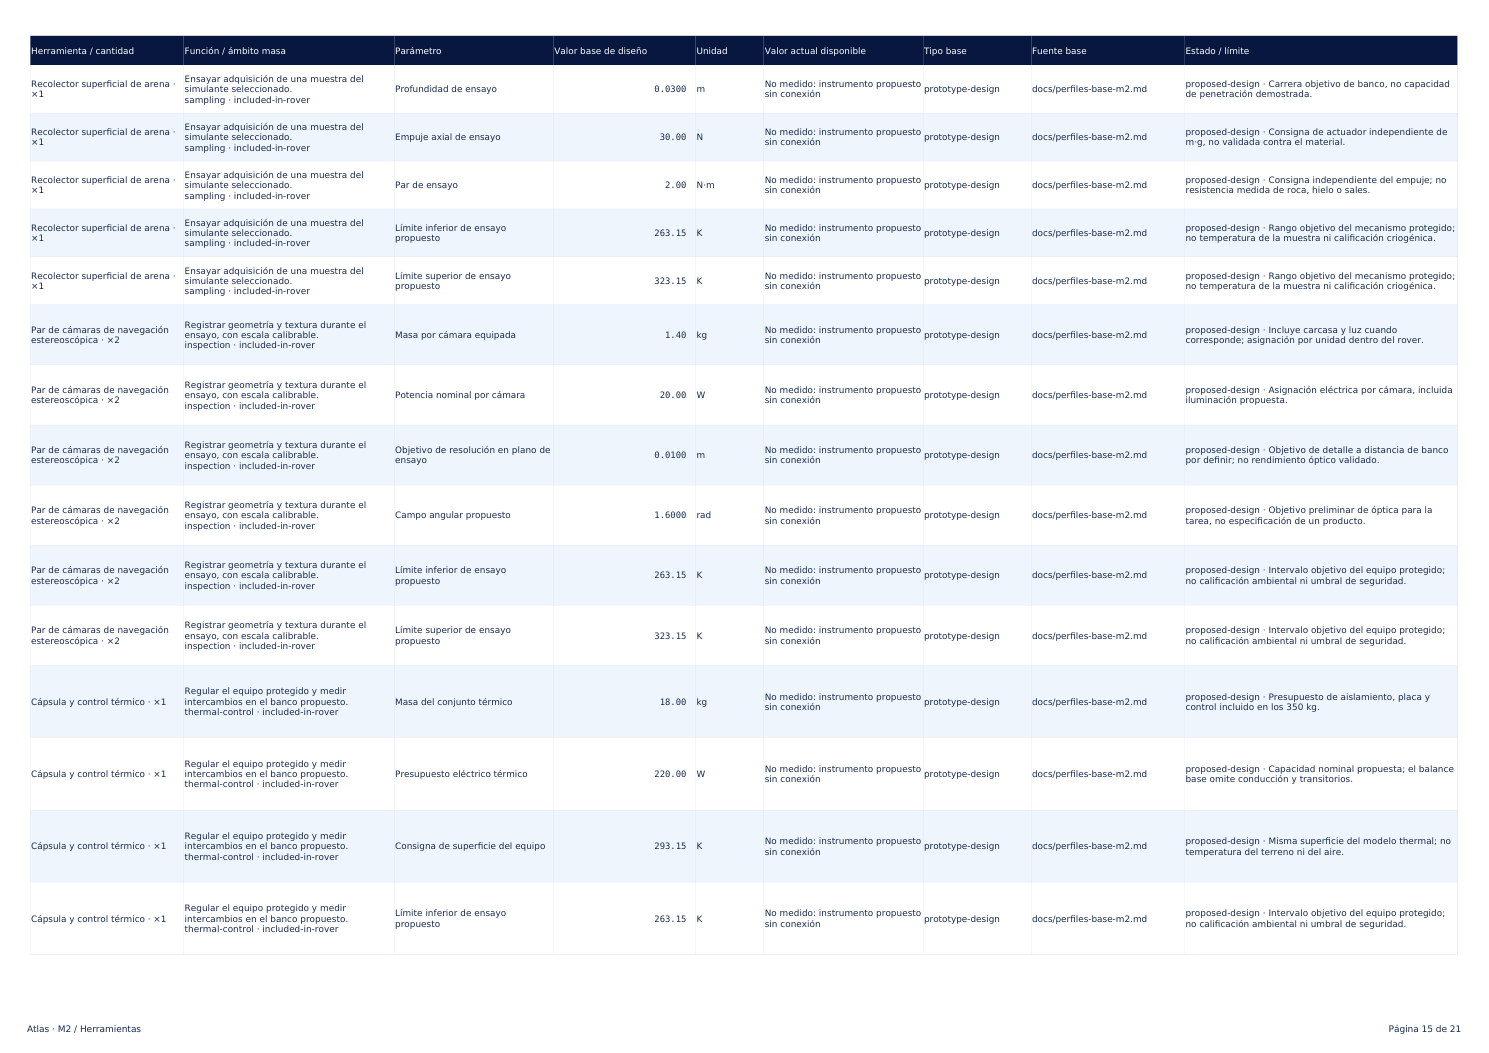 Herramienta / cantidad Función / ámbito masa Parámetro Valor base de diseño Unidad Valor actual disponible Tipo base Fuente base Estado / límite
Recolector superficial de arena · ×1 Ensayar adquisición de una muestra del simulante seleccionado. sampling · included-in-rover Profundidad de ensayo 0.0300 m No medido: instrumento propuesto sin conexión prototype-design docs/perfiles-base-m2.md proposed-design · Carrera objetivo de banco, no capacidad de penetración demostrada.
Recolector superficial de arena · ×1 Ensayar adquisición de una muestra del simulante seleccionado. sampling · included-in-rover Empuje axial de ensayo 30.00 N No medido: instrumento propuesto sin conexión prototype-design docs/perfiles-base-m2.md proposed-design · Consigna de actuador independiente de m·g, no validada contra el material.
Recolector superficial de arena · ×1 Ensayar adquisición de una muestra del simulante seleccionado. sampling · included-in-rover Par de ensayo 2.00 N·m No medido: instrumento propuesto sin conexión prototype-design docs/perfiles-base-m2.md proposed-design · Consigna independiente del empuje; no resistencia medida de roca, hielo o sales.
Recolector superficial de arena · ×1 Ensayar adquisición de una muestra del simulante seleccionado. sampling · included-in-rover Límite inferior de ensayo propuesto 263.15 K No medido: instrumento propuesto sin conexión prototype-design docs/perfiles-base-m2.md proposed-design · Rango objetivo del mecanismo protegido; no temperatura de la muestra ni calificación criogénica.
Recolector superficial de arena · ×1 Ensayar adquisición de una muestra del simulante seleccionado. sampling · included-in-rover Límite superior de ensayo propuesto 323.15 K No medido: instrumento propuesto sin conexión prototype-design docs/perfiles-base-m2.md proposed-design · Rango objetivo del mecanismo protegido; no temperatura de la muestra ni calificación criogénica.
Par de cámaras de navegación estereoscópica · ×2 Registrar geometría y textura durante el ensayo, con escala calibrable. inspection · included-in-rover Masa por cámara equipada 1.40 kg No medido: instrumento propuesto sin conexión prototype-design docs/perfiles-base-m2.md proposed-design · Incluye carcasa y luz cuando corresponde; asignación por unidad dentro del rover.
Par de cámaras de navegación estereoscópica · ×2 Registrar geometría y textura durante el ensayo, con escala calibrable. inspection · included-in-rover Potencia nominal por cámara 20.00 W No medido: instrumento propuesto sin conexión prototype-design docs/perfiles-base-m2.md proposed-design · Asignación eléctrica por cámara, incluida iluminación propuesta.
Par de cámaras de navegación estereoscópica · ×2 Registrar geometría y textura durante el ensayo, con escala calibrable. inspection · included-in-rover Objetivo de resolución en plano de ensayo 0.0100 m No medido: instrumento propuesto sin conexión prototype-design docs/perfiles-base-m2.md proposed-design · Objetivo de detalle a distancia de banco por definir; no rendimiento óptico validado.
Par de cámaras de navegación estereoscópica · ×2 Registrar geometría y textura durante el ensayo, con escala calibrable. inspection · included-in-rover Campo angular propuesto 1.6000 rad No medido: instrumento propuesto sin conexión prototype-design docs/perfiles-base-m2.md proposed-design · Objetivo preliminar de óptica para la tarea, no especificación de un producto.
Par de cámaras de navegación estereoscópica · ×2 Registrar geometría y textura durante el ensayo, con escala calibrable. inspection · included-in-rover Límite inferior de ensayo propuesto 263.15 K No medido: instrumento propuesto sin conexión prototype-design docs/perfiles-base-m2.md proposed-design · Intervalo objetivo del equipo protegido; no calificación ambiental ni umbral de seguridad.
Par de cámaras de navegación estereoscópica · ×2 Registrar geometría y textura durante el ensayo, con escala calibrable. inspection · included-in-rover Límite superior de ensayo propuesto 323.15 K No medido: instrumento propuesto sin conexión prototype-design docs/perfiles-base-m2.md proposed-design · Intervalo objetivo del equipo protegido; no calificación ambiental ni umbral de seguridad.
Cápsula y control térmico · ×1 Regular el equipo protegido y medir intercambios en el banco propuesto. thermal-control · included-in-rover Masa del conjunto térmico 18.00 kg No medido: instrumento propuesto sin conexión prototype-design docs/perfiles-base-m2.md proposed-design · Presupuesto de aislamiento, placa y control incluido en los 350 kg.
Cápsula y control térmico · ×1 Regular el equipo protegido y medir intercambios en el banco propuesto. thermal-control · included-in-rover Presupuesto eléctrico térmico 220.00 W No medido: instrumento propuesto sin conexión prototype-design docs/perfiles-base-m2.md proposed-design · Capacidad nominal propuesta; el balance base omite conducción y transitorios.
Cápsula y control térmico · ×1 Regular el equipo protegido y medir intercambios en el banco propuesto. thermal-control · included-in-rover Consigna de superficie del equipo 293.15 K No medido: instrumento propuesto sin conexión prototype-design docs/perfiles-base-m2.md proposed-design · Misma superficie del modelo thermal; no temperatura del terreno ni del aire.
Cápsula y control térmico · ×1 Regular el equipo protegido y medir intercambios en el banco propuesto. thermal-control · included-in-rover Límite inferior de ensayo propuesto 263.15 K No medido: instrumento propuesto sin conexión prototype-design docs/perfiles-base-m2.md proposed-design · Intervalo objetivo del equipo protegido; no calificación ambiental ni umbral de seguridad.
Atlas · M2 / Herramientas Página 15 de 21